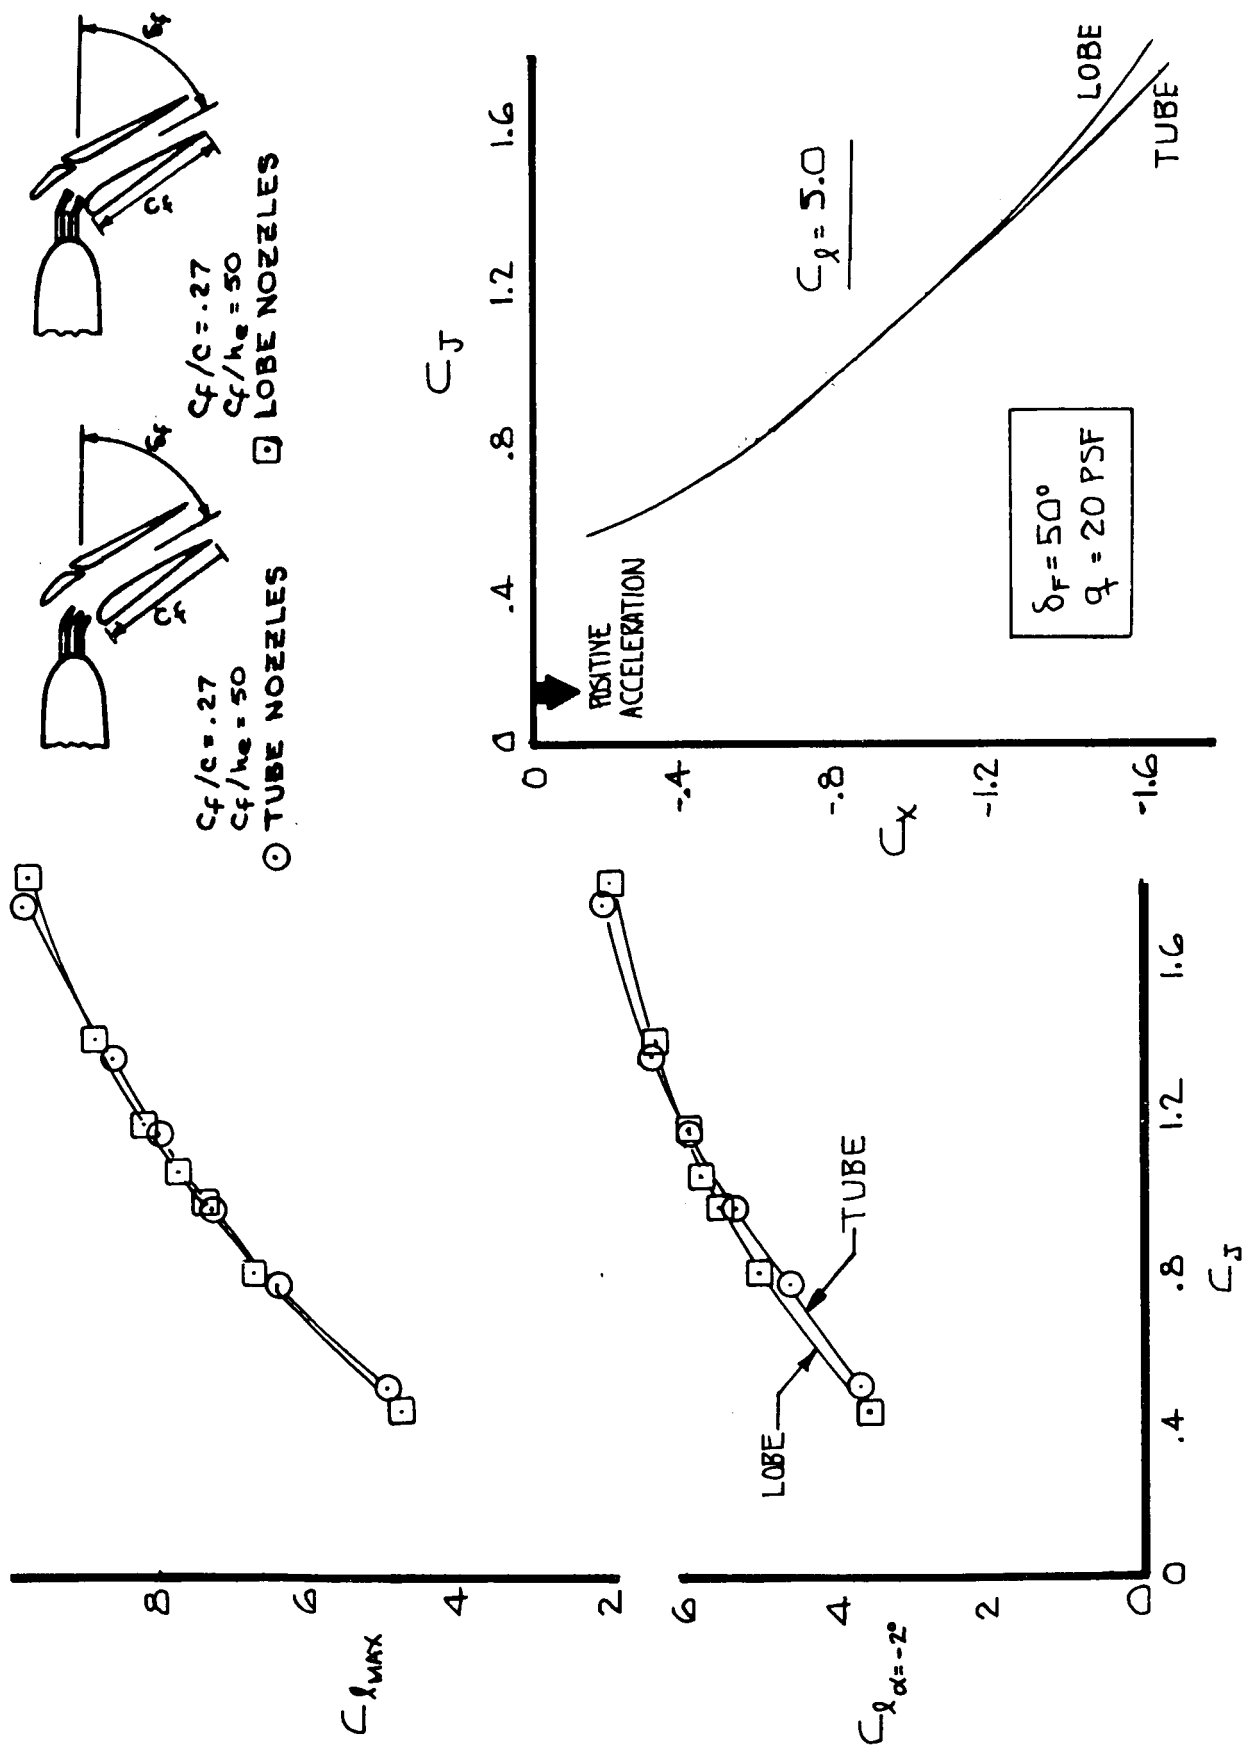 C_f/c = .27
C_f/h_e = 50
⊙ TUBE NOZZLES
C_f
δ_f
C_f/c = .27
C_f/h_e = 50
⊡ LOBE NOZZLES
C_f
δ_f
C_l MAX
8
6
4
2
C_l α=-2°
6
4
2
0
LOBE
TUBE
0
.4
.8
1.2
1.6
C_J
C_J
0
.4
.8
1.2
1.6
0
-.4
-.8
-1.2
-1.6
C_X
POSITIVE
ACCELERATION
C_l = 5.0
LOBE
TUBE
δ_F = 50°
q = 20 PSF